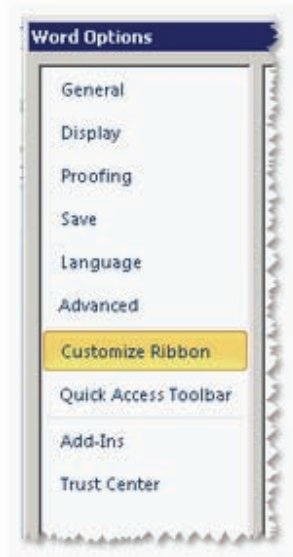 Word Options
General
Display
Proofing
Save
Language
Advanced
Customize Ribbon
Quick Access Toolbar
Add-Ins
Trust Center